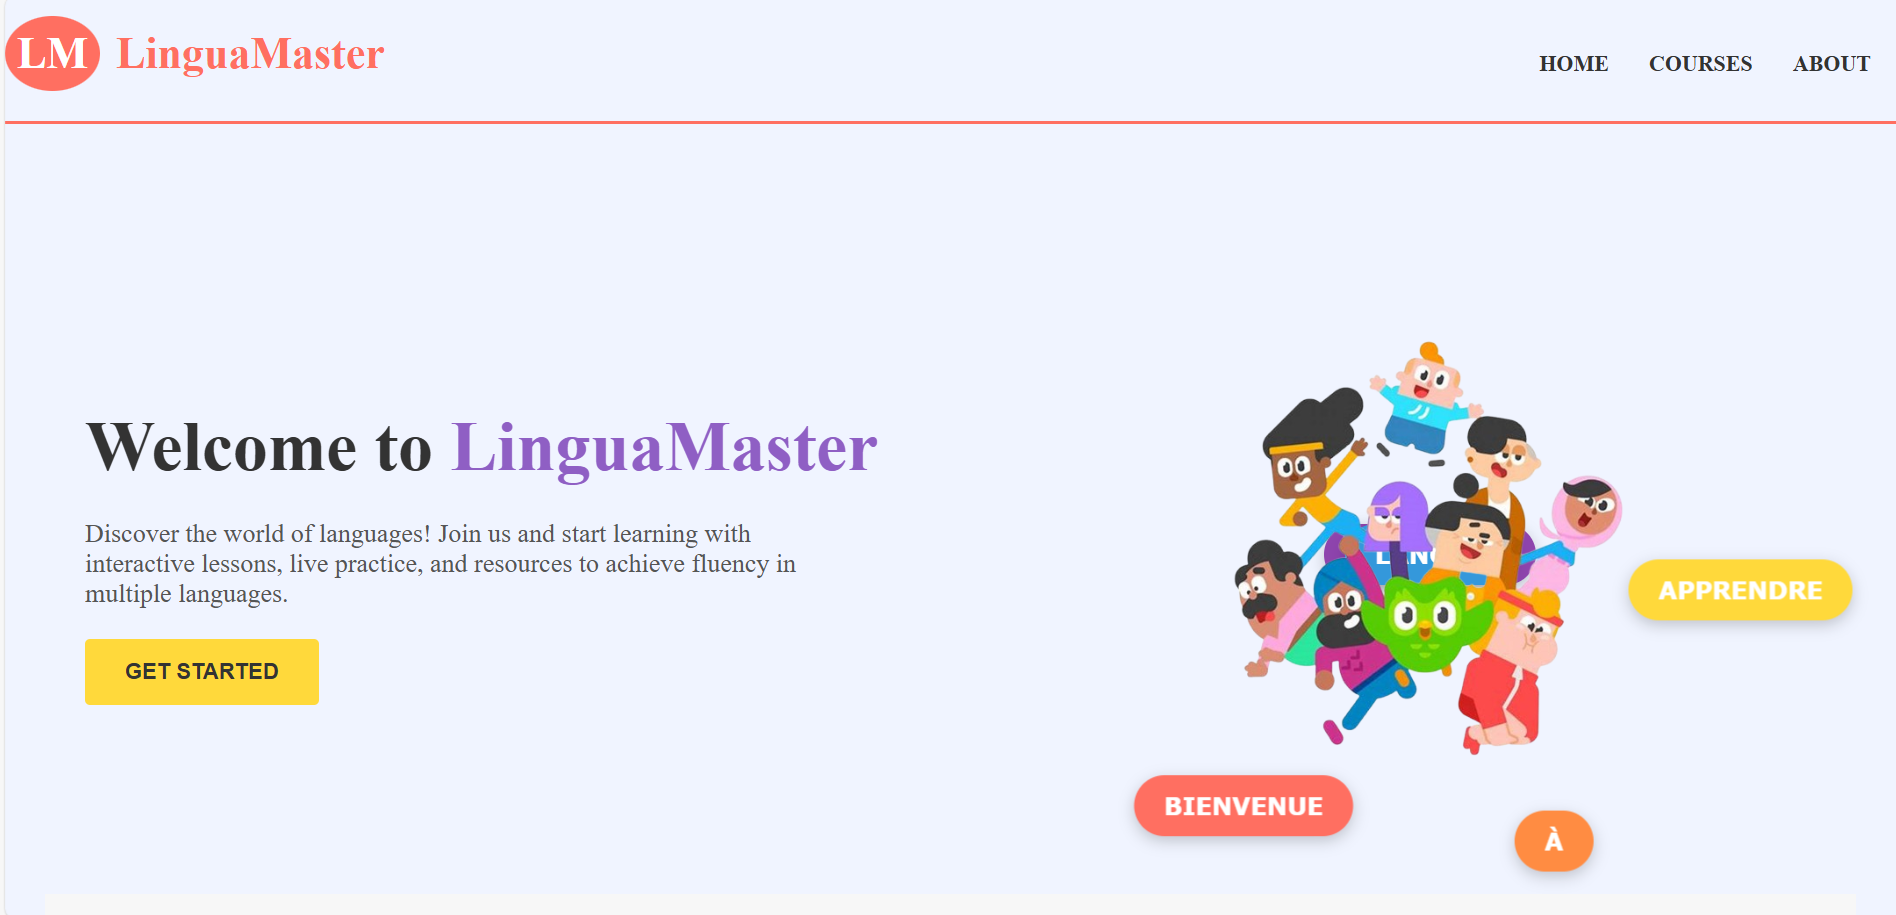 LM LinguaMaster
HOME COURSES ABOUT
Welcome to LinguaMaster
Discover the world of languages! Join us and start learning with
interactive lessons, live practice, and resources to achieve fluency in
multiple languages.
GET STARTED
APPRENDRE
BIENVENUE
À